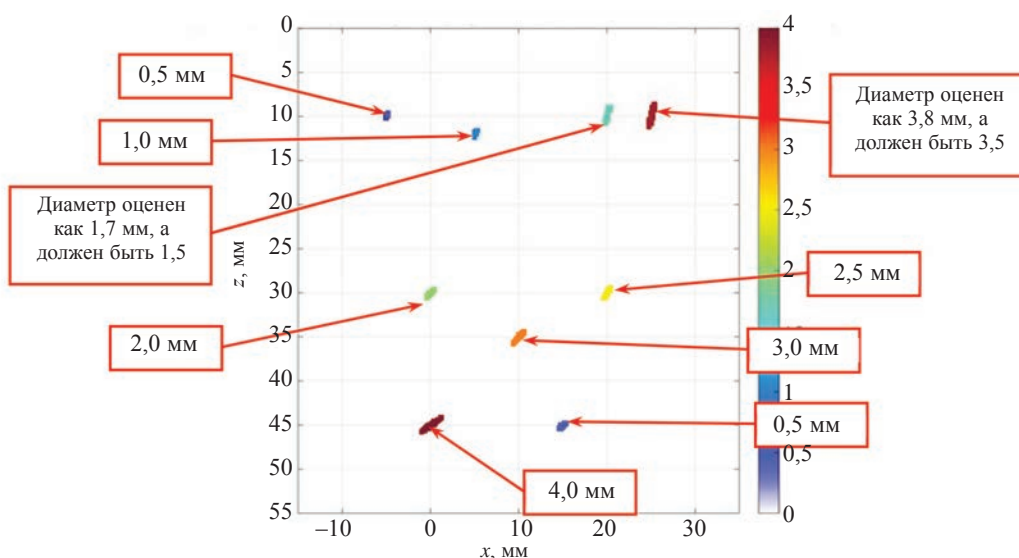 0
5
10
15
20
25
30
35
40
45
50
55
z, мм
–10
0
10
20
30
x, мм
4
3,5
3
2,5
2
1
0,5
0
0,5 мм
1,0 мм
Диаметр оценен
как 1,7 мм, а
должен быть 1,5
2,0 мм
4,0 мм
Диаметр оценен
как 3,8 мм, а
должен быть 3,5
2,5 мм
3,0 мм
0,5 мм